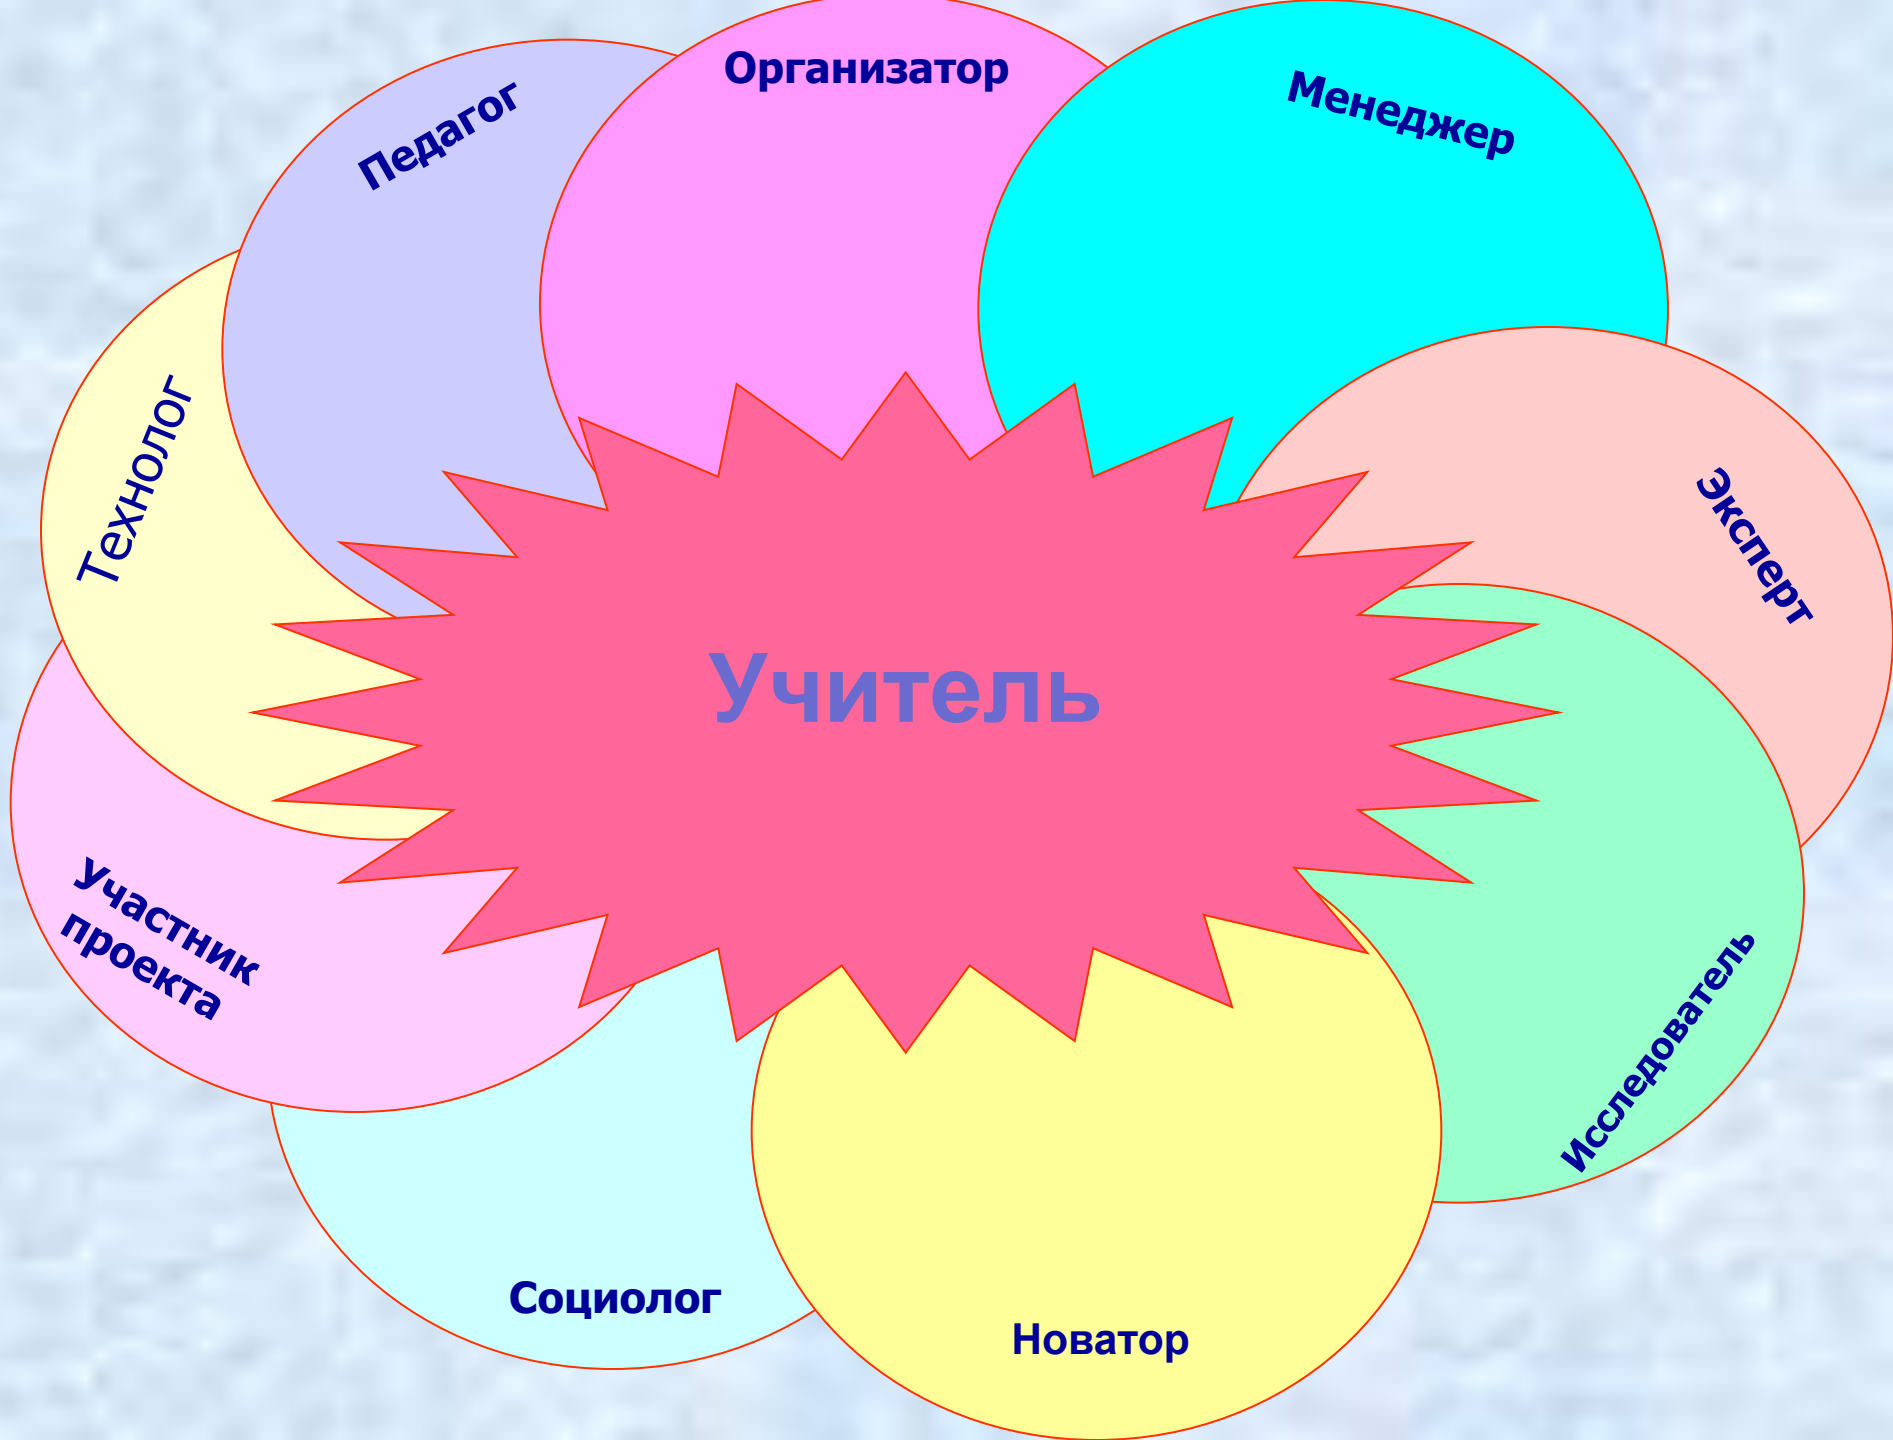 Организатор
Менеджер
Педагог
Эксперт
Технолог
Учитель
Участник
проекта
Исследователь
Социолог
Новатор